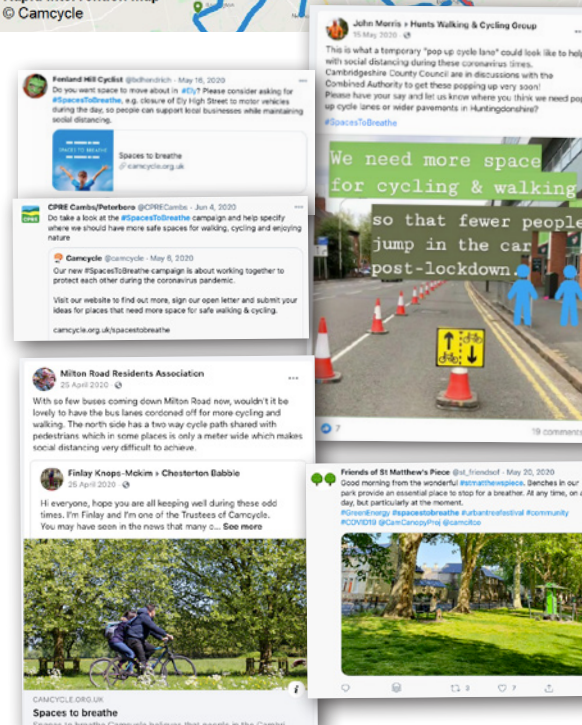 Rapid Intervention Map
© Camcycle
John Morris › Hunts Walking & Cycling Group
15 May 2020
This is what a temporary "pop up cycle lane" could look like to help
with social distancing during these coronavirus times.
Cambridgeshire County Council are in discussions with the
Combined Authority to get these popping up very soon!
Please have your say and let us know where you think we need pop
up cycle lanes or wider pavements in Huntingdonshire?
#SpacesToBreathe
We need more space
for cycling & walking
so that fewer people
jump in the car
post-lockdown.
7
19 comments
Fenland Hill Cyclist @bdhendrich · May 16, 2020
Do you want space to move about in #Ely? Please consider asking for
#SpacesToBreathe, e.g. closure of Ely High Street to motor vehicles
during the day, so people can support local businesses while maintaining
social distancing.
SPACES TO BREATHE
Spaces to breathe
camcycle.org.uk
CPRE
CPRE Cambs/Peterboro @CPRECambs · Jun 4, 2020
Do take a look at the #SpacesToBreathe campaign and help specify
where we should have more safe spaces for walking, cycling and enjoying
nature
Camcycle @camcycle · May 6, 2020
Our new #SpacesToBreathe campaign is about working together to
protect each other during the coronavirus pandemic.
Visit our website to find out more, sign our open letter and submit your
ideas for places that need more space for safe walking & cycling.
camcycle.org.uk/spacestobreathe
Milton Road Residents Association
25 April 2020
With so few buses coming down Milton Road now, wouldn't it be
lovely to have the bus lanes cordoned off for more cycling and
walking. The north side has a two way cycle path shared with
pedestrians which in some places is only a meter wide which makes
social distancing very difficult to achieve.
Finlay Knops-Mckim › Chesterton Babble
25 April 2020
Hi everyone, hope you are all keeping well during these odd
times. I'm Finlay and I'm one of the Trustees of Camcycle.
You may have seen in the news that many c... See more
CAMCYCLE.ORG.UK
Spaces to breathe
Spaces to breathe Camcycle believes that people in the Cambri
Friends of St Matthew's Piece @st_friendsof · May 20, 2020
Good morning from the wonderful #stmatthewspiece. Benches in our
park provide an essential place to stop for a breather. At any time, on a
day, but particularly at the moment.
#GreenEnergy #spacestobreathe #urbantreefestival #community
#COVID19 @CamCanopyProj @camcitco
3
7